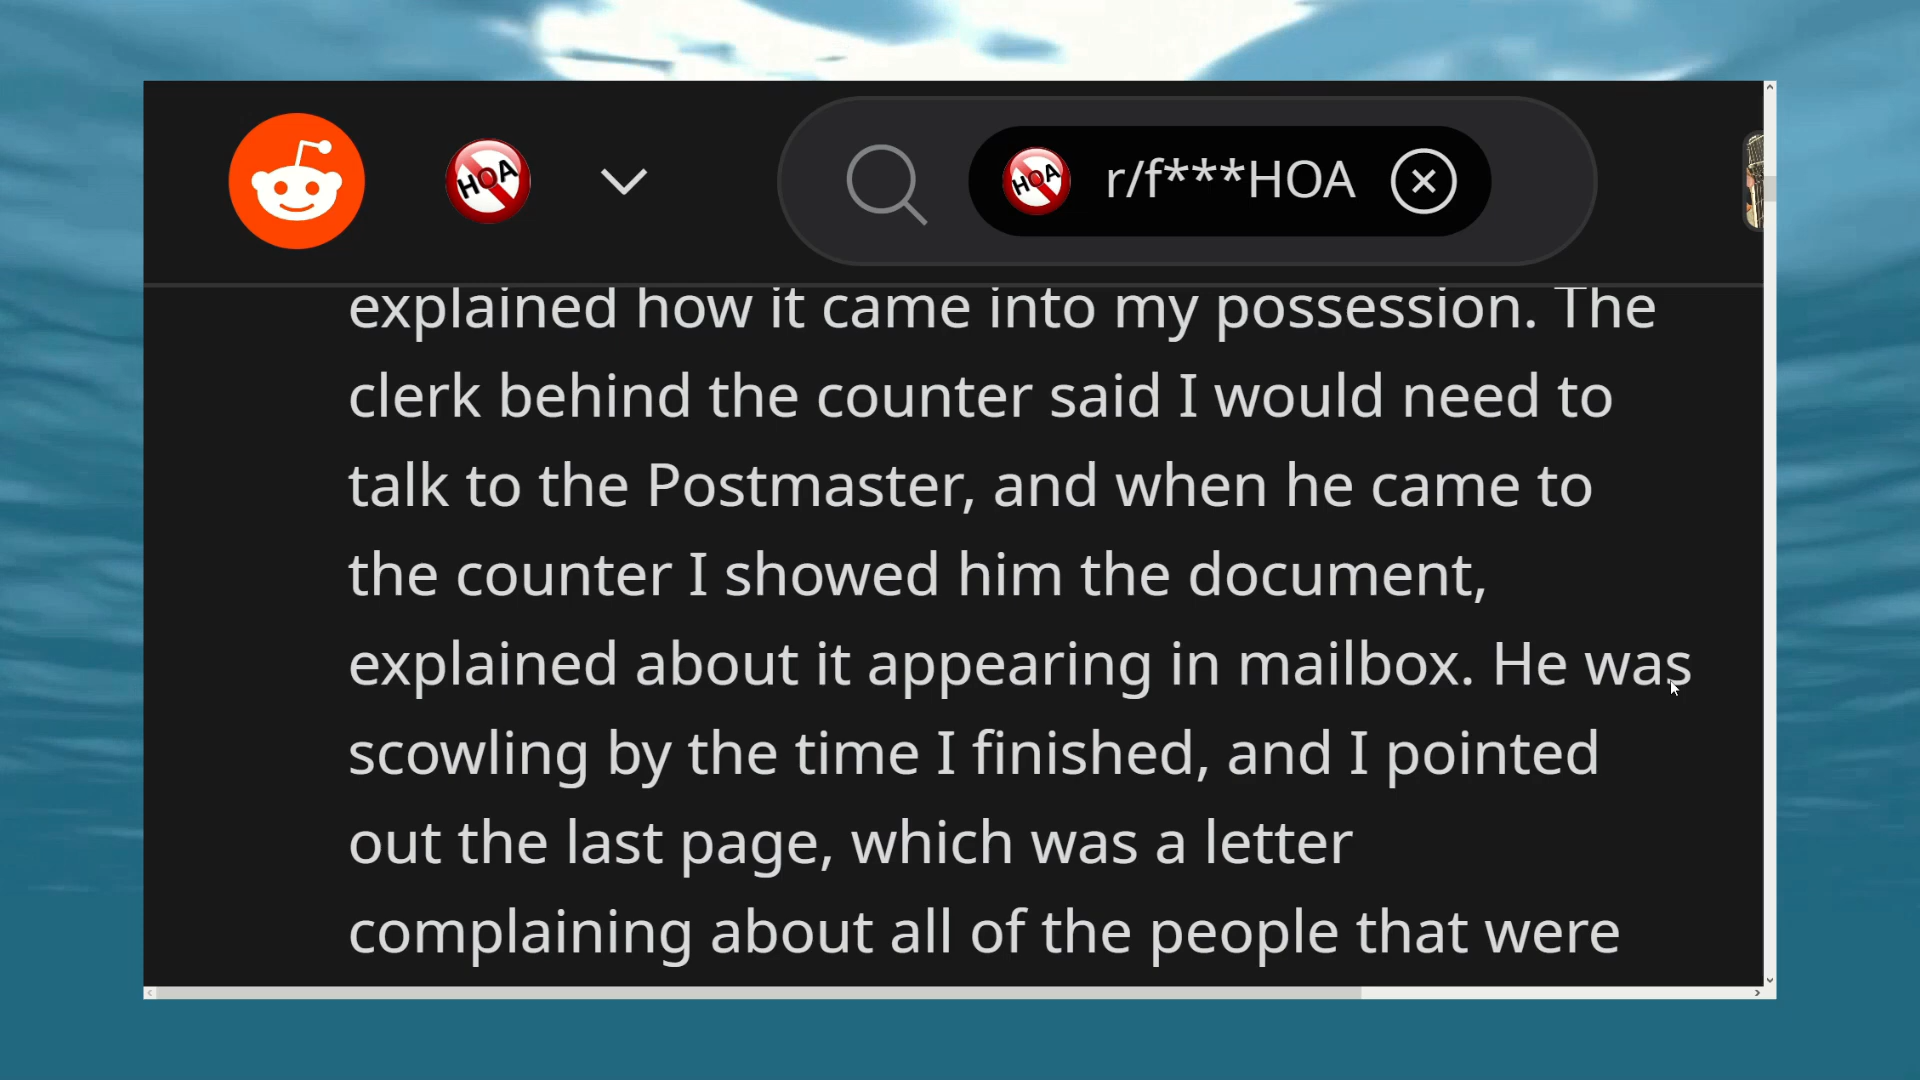 HOA
HOA r/f***HOA
explained how it came into my possession. The
clerk behind the counter said I would need to
talk to the Postmaster, and when he came to
the counter I showed him the document,
explained about it appearing in mailbox. He was
scowling by the time I finished, and I pointed
out the last page, which was a letter
complaining about all of the people that were